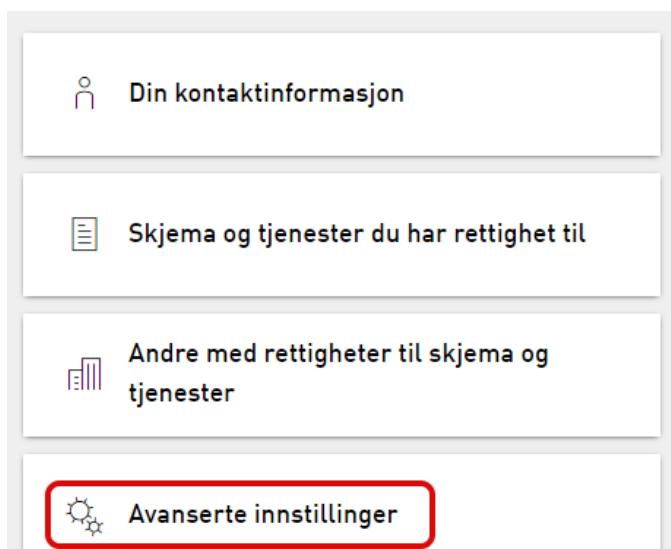 Din kontaktinformasjon
Skjema og tjenester du har rettighet til
Andre med rettigheter til skjema og
tjenester
Avanserte innstillinger